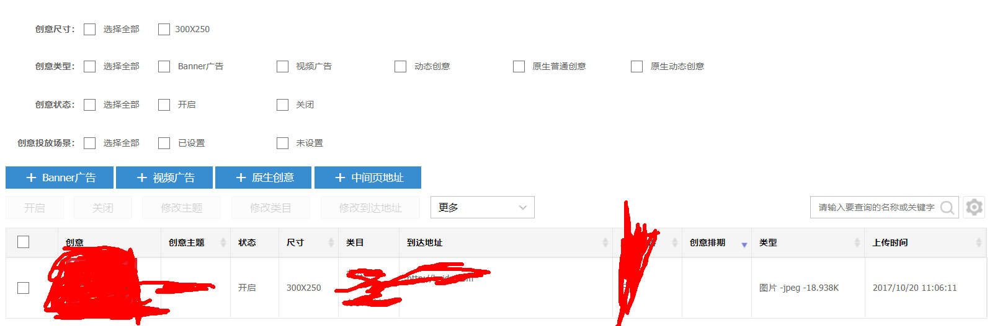 创意尺寸： 选择全部 300X250
创意类型： 选择全部 Banner广告 视频广告 动态创意 原生普通创意 原生动态创意
创意状态： 选择全部 开启 关闭
创意投放场景： 选择全部 已设置 未设置
+ Banner广告 + 视频广告 + 原生创意 + 中间页地址
开启 关闭 修改主题 修改类目 修改到达地址 更多 请输入要查询的名称或关键字
创意 创意主题 状态 尺寸 类目 到达地址 创意排期 类型 上传时间
开启 300X250 图片 -jpeg -18.938K 2017/10/20 11:06:11